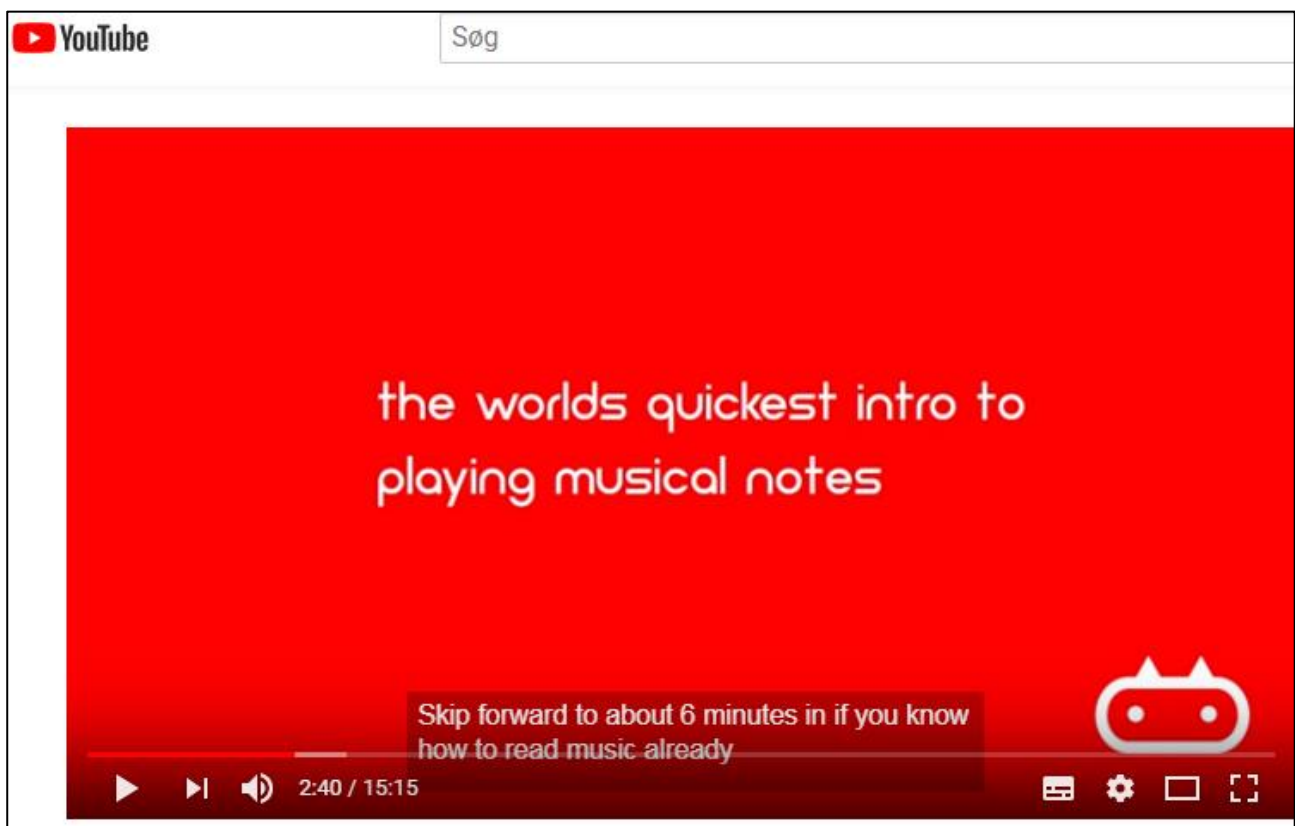 YouTube
Søg
the worlds quickest intro to
playing musical notes
Skip forward to about 6 minutes in if you know
how to read music already
2:40 / 15:15